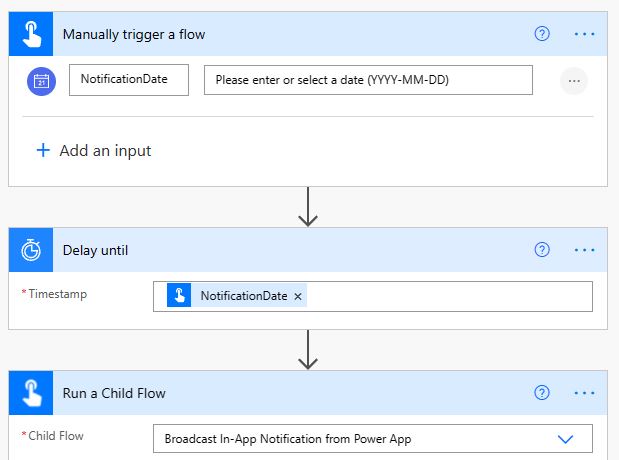 Manually trigger a flow
21
NotificationDate
Please enter or select a date (YYYY-MM-DD)
+ Add an input
Delay until
*Timestamp
NotificationDate ×
Run a Child Flow
*Child Flow
Broadcast In-App Notification from Power App